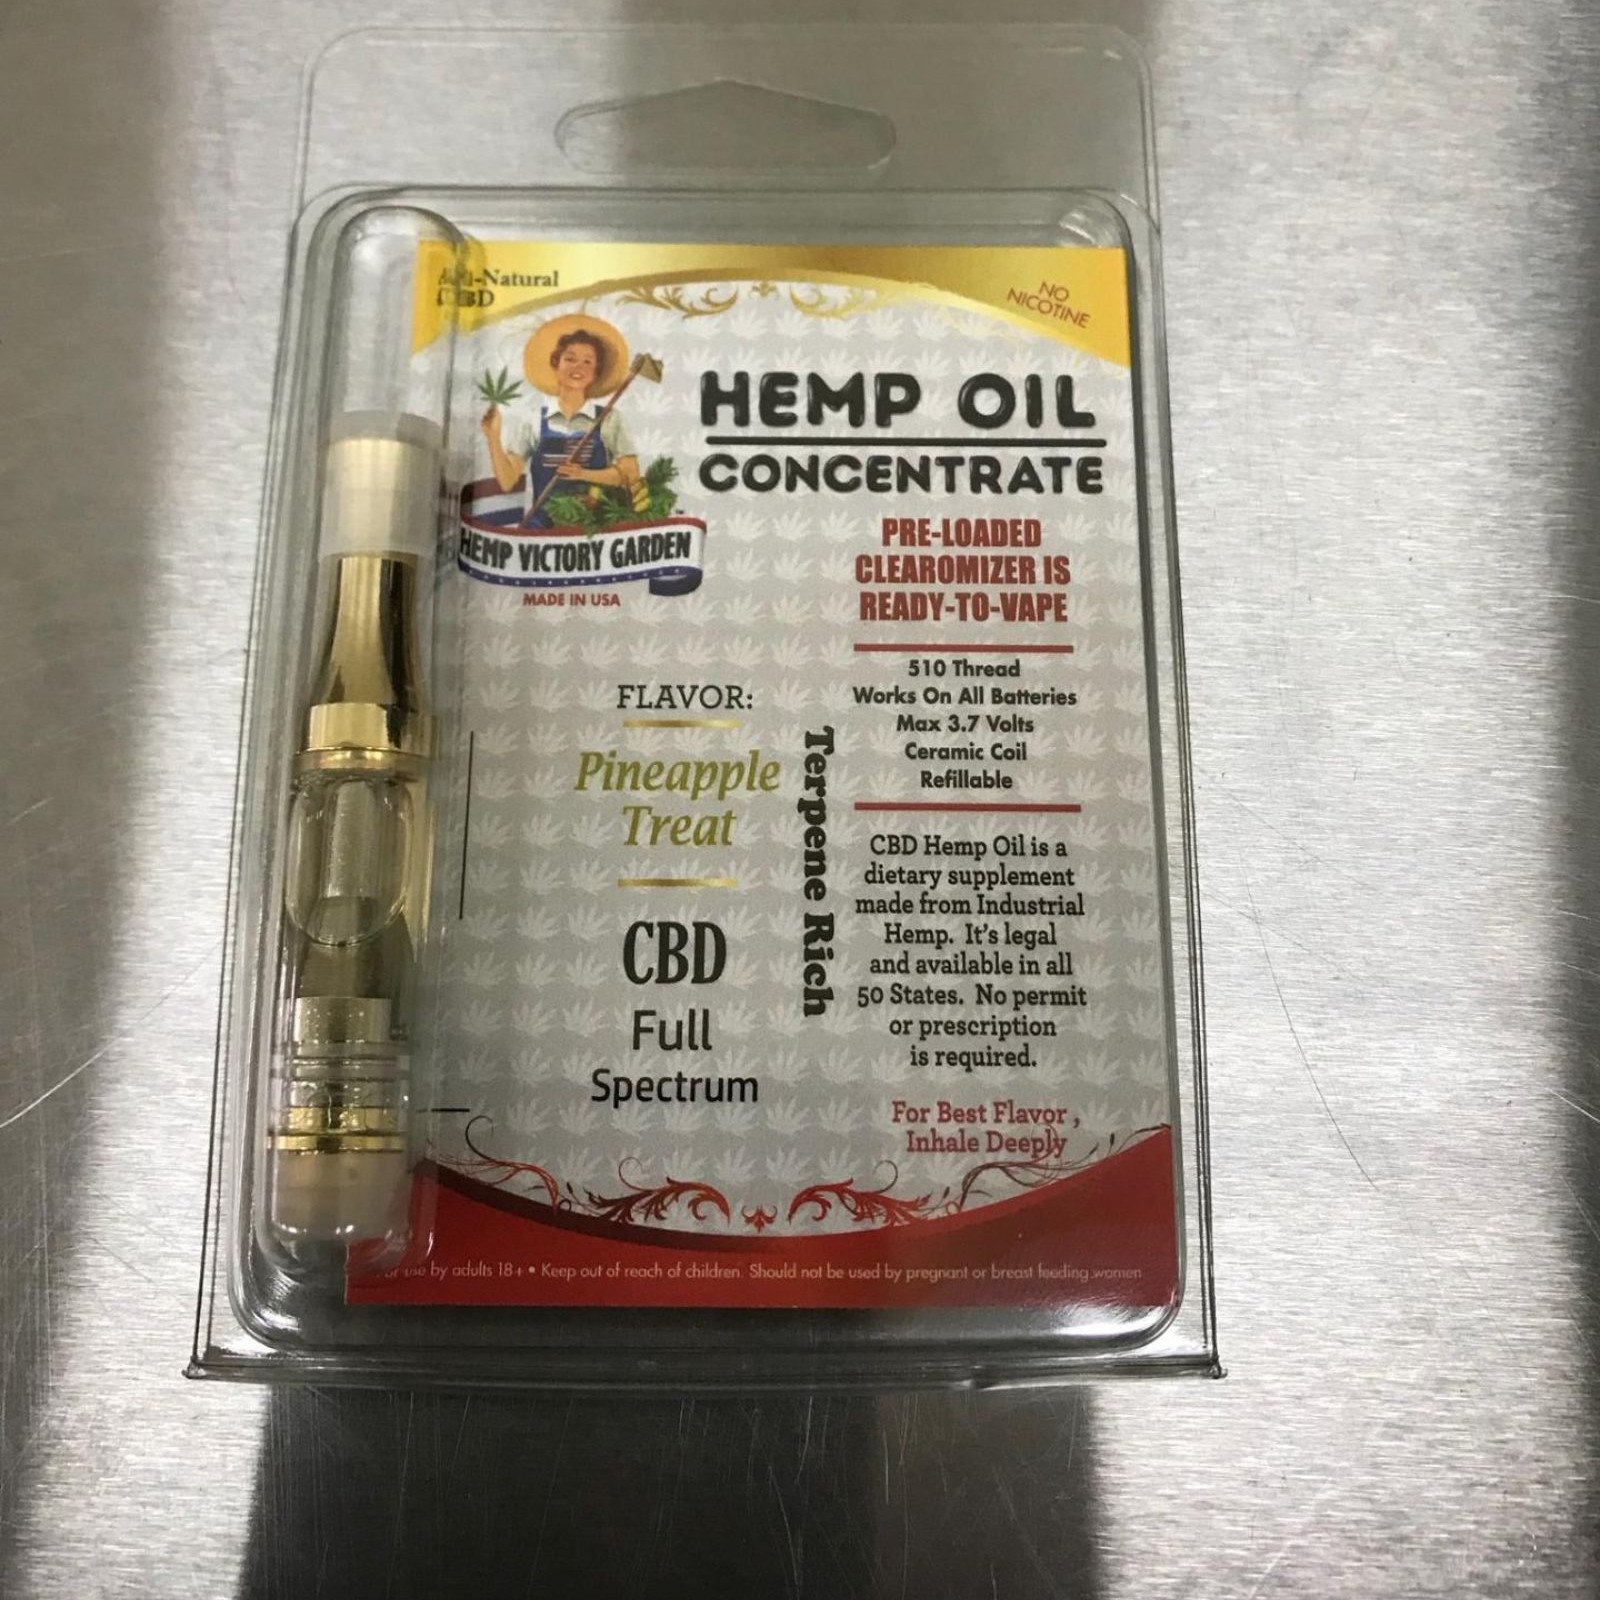 All-Natural
CBD
NO
NICOTINE
HEMP OIL
CONCENTRATE
HEMP VICTORY GARDEN
™
MADE IN USA
PRE-LOADED
CLEAROMIZER IS
READY-TO-VAPE
510 Thread
Works On All Batteries
Max 3.7 Volts
Ceramic Coil
Refillable
FLAVOR:
Pineapple
Treat
CBD
Full
Spectrum
Terpene Rich
CBD Hemp Oil is a
dietary supplement
made from Industrial
Hemp. It's legal
and available in all
50 States. No permit
or prescription
is required.
For Best Flavor ,
Inhale Deeply
For use by adults 18+ • Keep out of reach of children. Should not be used by pregnant or breast feeding women